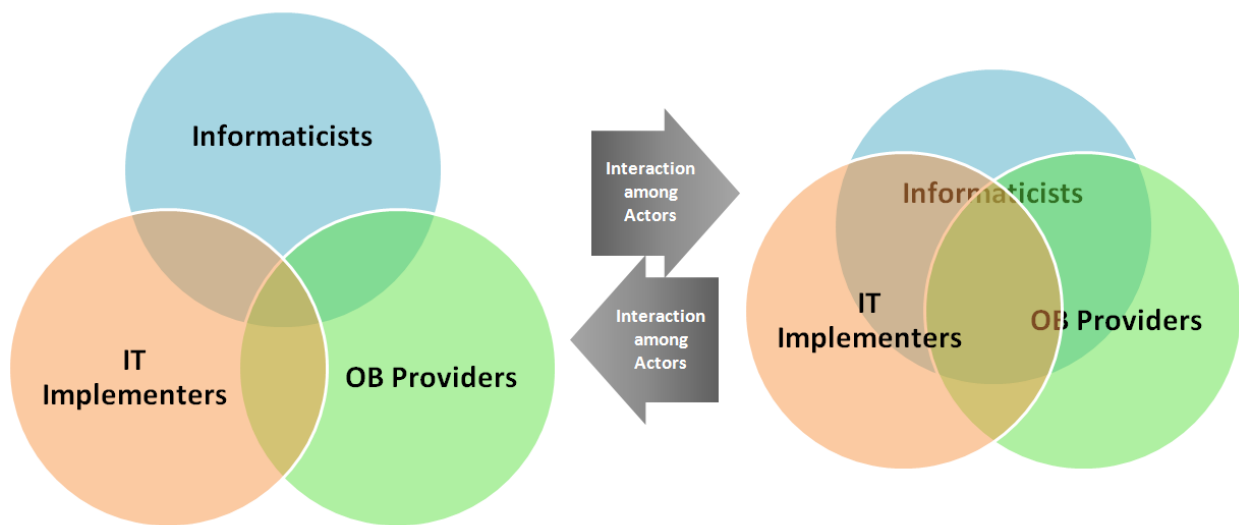 Informaticists
IT
Implementers
OB Providers
Interaction
among
Actors
Interaction
among
Actors
Informaticists
IT
Implementers
OB Providers